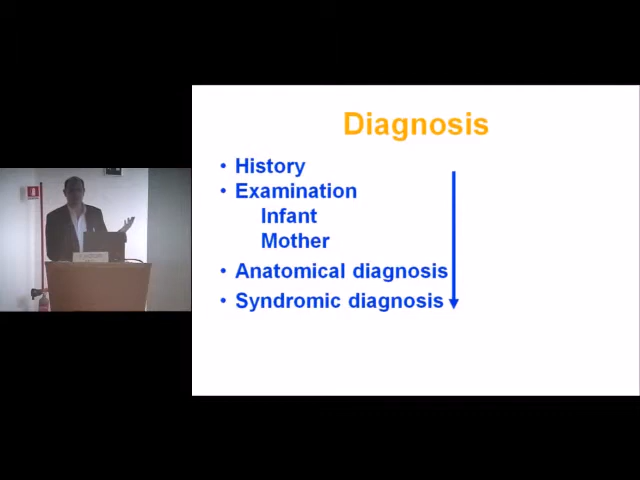 Diagnosis
• History
• Examination
Infant
Mother
• Anatomical diagnosis
• Syndromic diagnosis